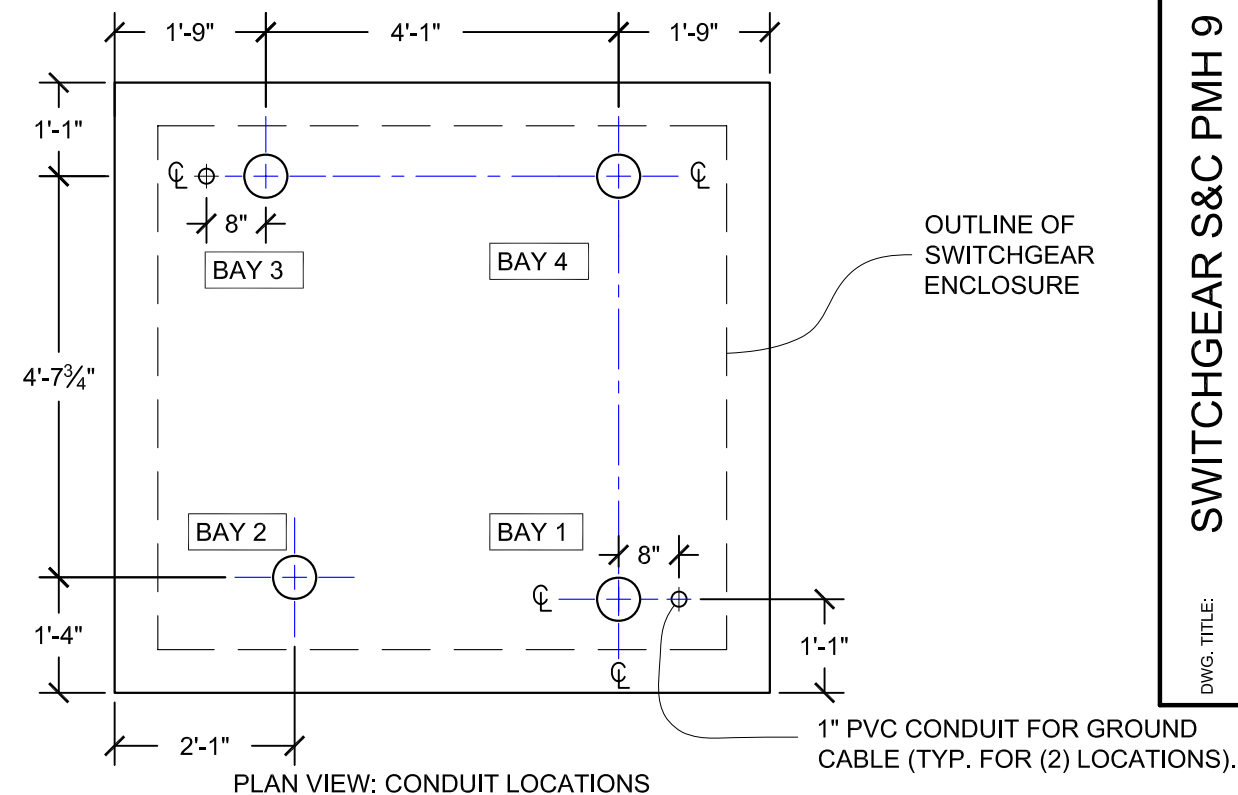 1'-9"
4'-1"
1'-9"
1'-1"
℄
℄
8"
BAY 3
BAY 4
OUTLINE OF
SWITCHGEAR
ENCLOSURE
4'-7¾"
BAY 2
BAY 1
8"
℄
1'-4"
1'-1"
℄
2'-1"
1" PVC CONDUIT FOR GROUND
CABLE (TYP. FOR (2) LOCATIONS).
PLAN VIEW: CONDUIT LOCATIONS
DWG. TITLE:
SWITCHGEAR S&C PMH 9